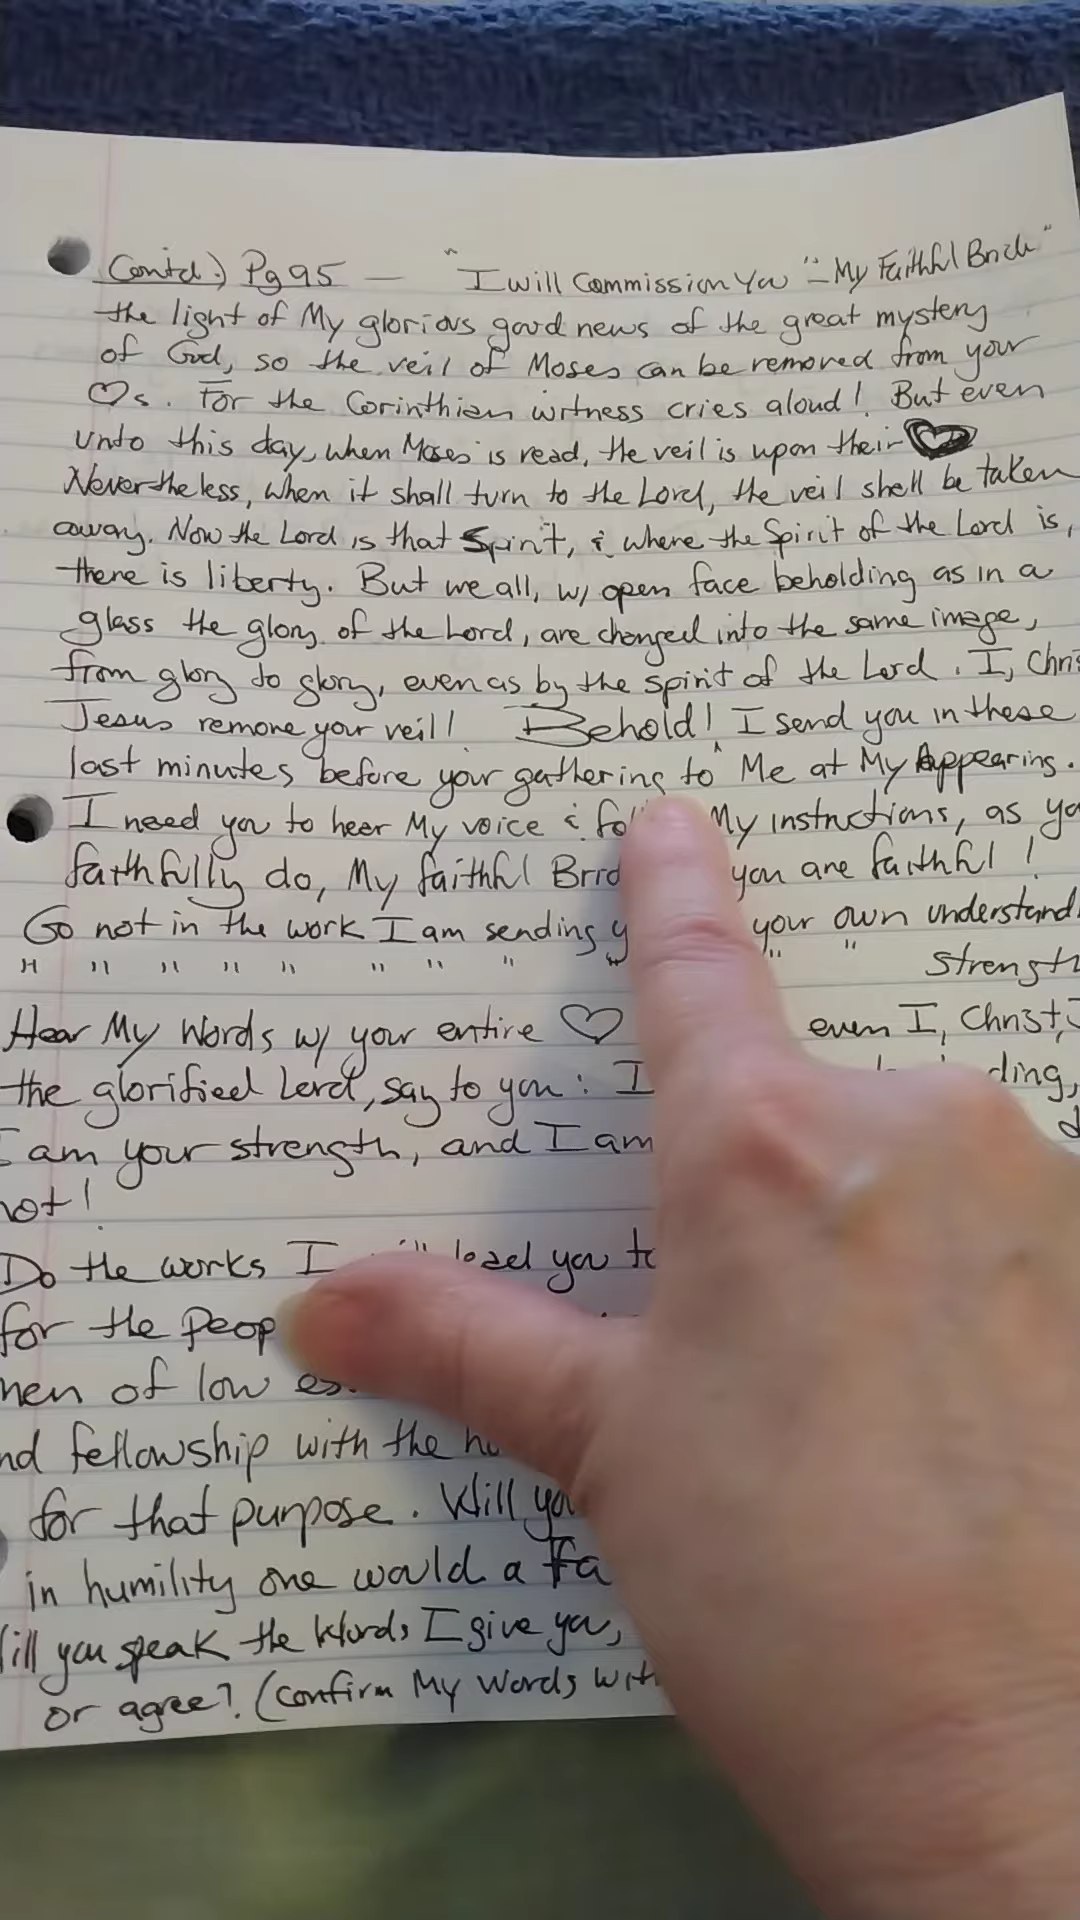 Contd.) Pg 95 — "I will Commission You" – My Faithful Bride"
the light of My glorious good news of the great mystery
of God, so the veil of Moses can be removed from your
♡s. For the Corinthian witness cries aloud! But even
unto this day, when Moses is read, the veil is upon their ♡
Nevertheless, when it shall turn to the Lord, the veil shall be taken
away. Now the Lord is that Spirit, & where the Spirit of the Lord is,
there is liberty. But we all, w/ open face beholding as in a
glass the glory of the Lord, are changed into the same image,
from glory to glory, even as by the spirit of the Lord. I, Chris
Jesus remove your veil! Behold! I send you in these
last minutes before your gathering to ^ Me at My Appearing.
I need you to hear My voice & fol My instructions, as yo
faithfully do, My faithful Brid you are faithful!
Go not in the work I am sending y your own understand
" " " " " " " " " " " strength
Hear My Words w/ your entire ♡ even I, Christ, J
the glorified Lord, say to you: I ding,
I am your strength, and I am d
not!
Do the works I will lead you to
for the Peop
men of low es
nd fellowship with the
for that purpose. Will you
in humility one would a Fa
ill you speak the Words I give you,
or agree? (Confirm My Words with